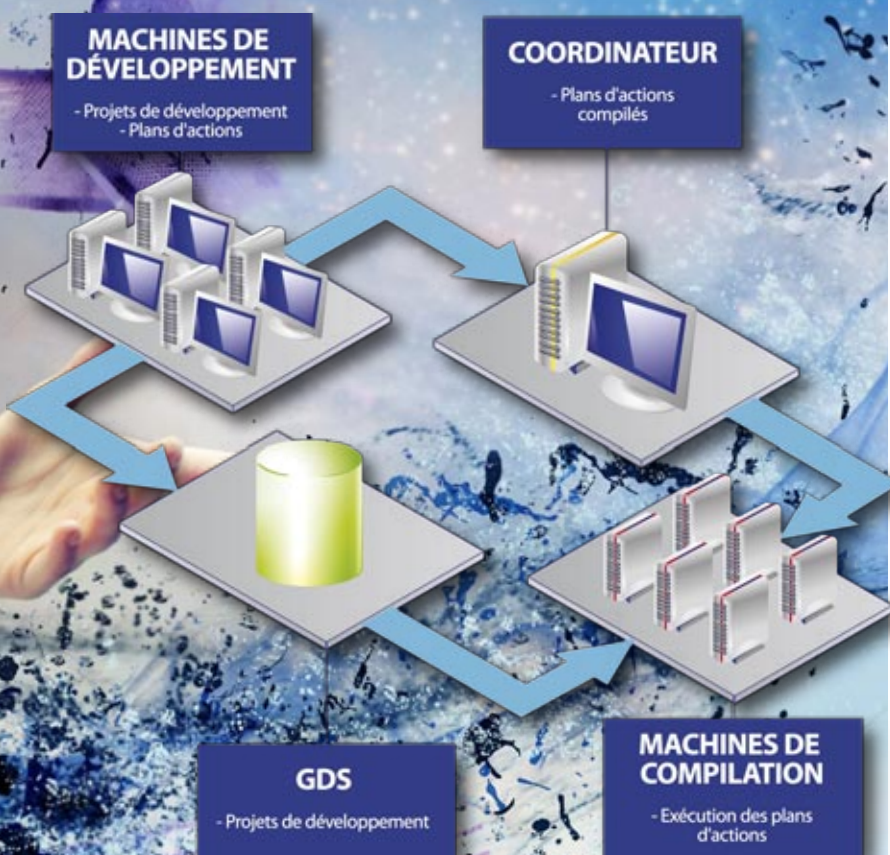 MACHINES DE
DÉVELOPPEMENT
- Projets de développement
- Plans d'actions
COORDINATEUR
- Plans d'actions
compilés
GDS
- Projets de développement
MACHINES DE
COMPILATION
- Exécution des plans
d'actions